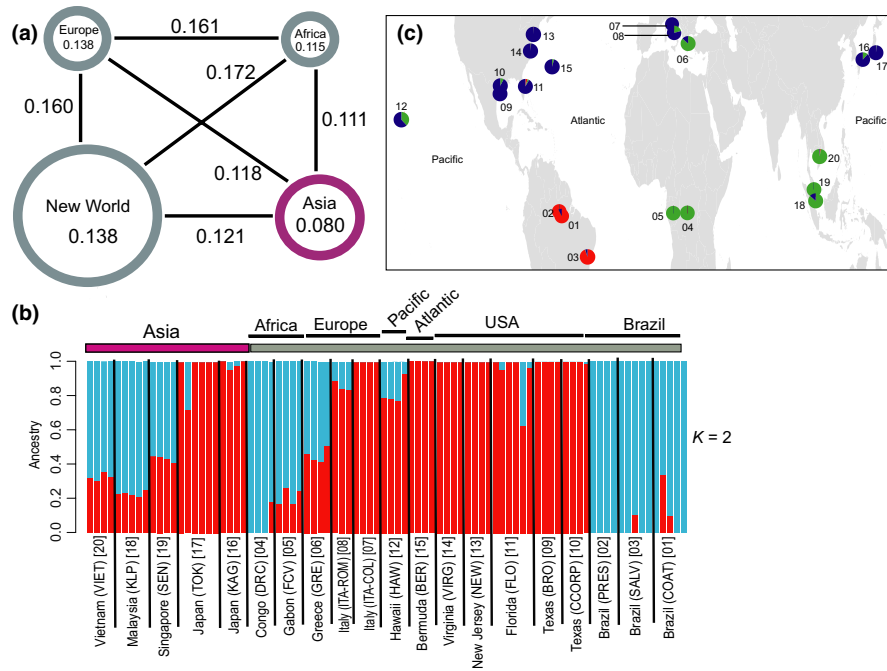 (a)
Europe
0.138
0.161
Africa
0.115
0.160
0.172
0.111
0.118
New World
0.138
0.121
Asia
0.080
(c)
07
08
06
13
14
15
10
09
11
12
16
17
Pacific
Atlantic
Pacific
20
19
18
02
01
05
04
03
(b)
Asia
Africa
Europe
Pacific
Atlantic
USA
Brazil
Ancestry
1.0
0.8
0.6
0.4
0.2
0.0
K = 2
Vietnam (VIET) [20]
Malaysia (KLP) [18]
Singapore (SEN) [19]
Japan (TOK) [17]
Japan (KAG) [16]
Congo (DRC) [04]
Gabon (FCV) [05]
Greece (GRE) [06]
Italy (ITA-ROM) [08]
Italy (ITA-COL) [07]
Hawaii (HAW) [12]
Bermuda (BER) [15]
Virginia (VIRG) [14]
New Jersey (NEW) [13]
Florida (FLO) [11]
Texas (BRO) [09]
Texas (CCORP) [10]
Brazil (PRES) [02]
Brazil (SALV) [03]
Brazil (COAT) [01]